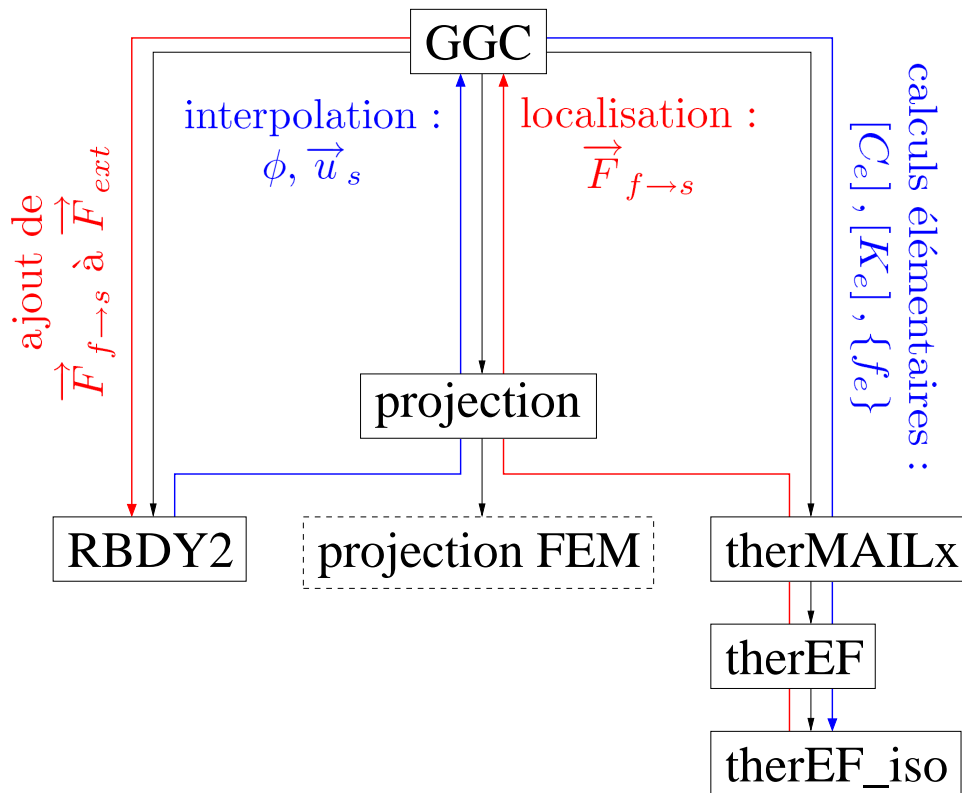 GGC
interpolation :
ϕ, u⃗ₛ
localisation :
F⃗ f→s
ajout de
F⃗ f→s à F⃗ ext
calculs élémentaires :
[Cₑ] , [Kₑ] , {fₑ}
projection
RBDY2
projection FEM
therMAILx
therEF
therEF_iso